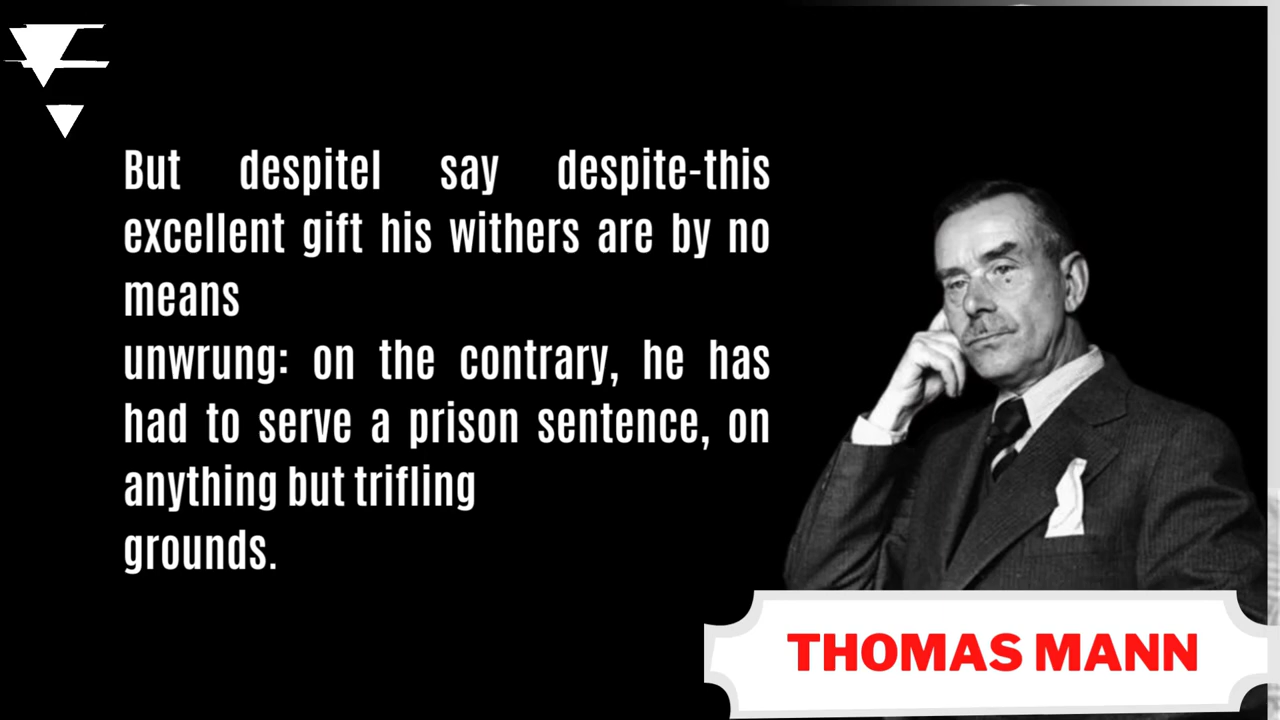 But despitel say despite-this
excellent gift his withers are by no
means
unwrung: on the contrary, he has
had to serve a prison sentence, on
anything but trifling
grounds.
THOMAS MANN